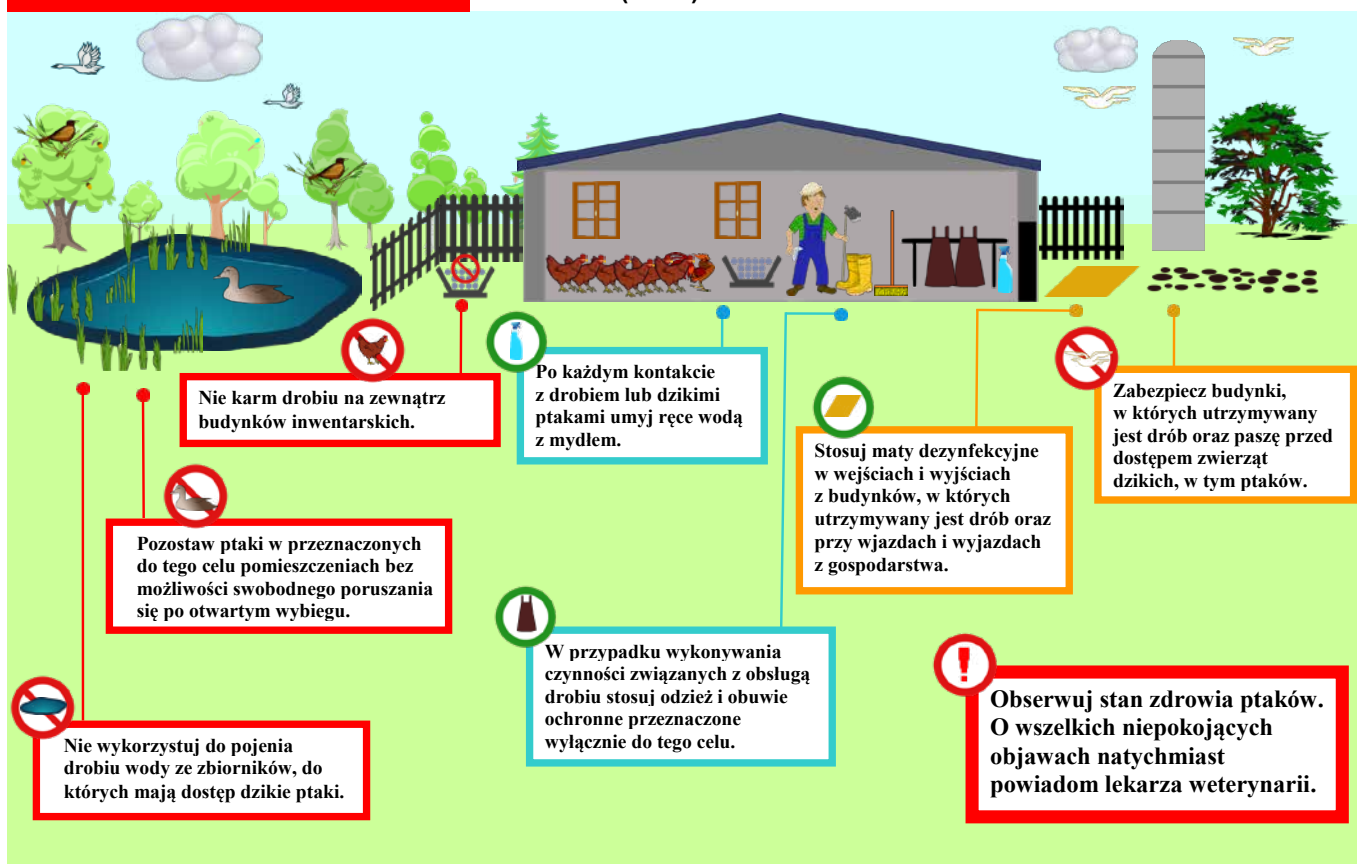 Nie karm drobiu na zewnątrz
budynków inwentarskich.
Po każdym kontakcie
z drobiem lub dzikimi
ptakami umyj ręce wodą
z mydłem.
Stosuj maty dezynfekcyjne
w wejściach i wyjściach
z budynków, w których
utrzymywany jest drób oraz
przy wjazdach i wyjazdach
z gospodarstwa.
Zabezpiecz budynki,
w których utrzymywany
jest drób oraz paszę przed
dostępem zwierząt
dzikich, w tym ptaków.
Pozostaw ptaki w przeznaczonych
do tego celu pomieszczeniach bez
możliwości swobodnego poruszania
się po otwartym wybiegu.
W przypadku wykonywania
czynności związanych z obsługą
drobiu stosuj odzież i obuwie
ochronne przeznaczone
wyłącznie do tego celu.
Nie wykorzystuj do pojenia
drobiu wody ze zbiorników, do
których mają dostęp dzikie ptaki.
Obserwuj stan zdrowia ptaków.
O wszelkich niepokojących
objawach natychmiast
powiadom lekarza weterynarii.